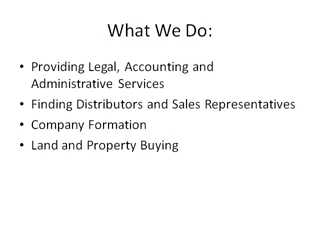 What We Do:
• Providing Legal, Accounting and
Administrative Services
• Finding Distributors and Sales Representatives
• Company Formation
• Land and Property Buying